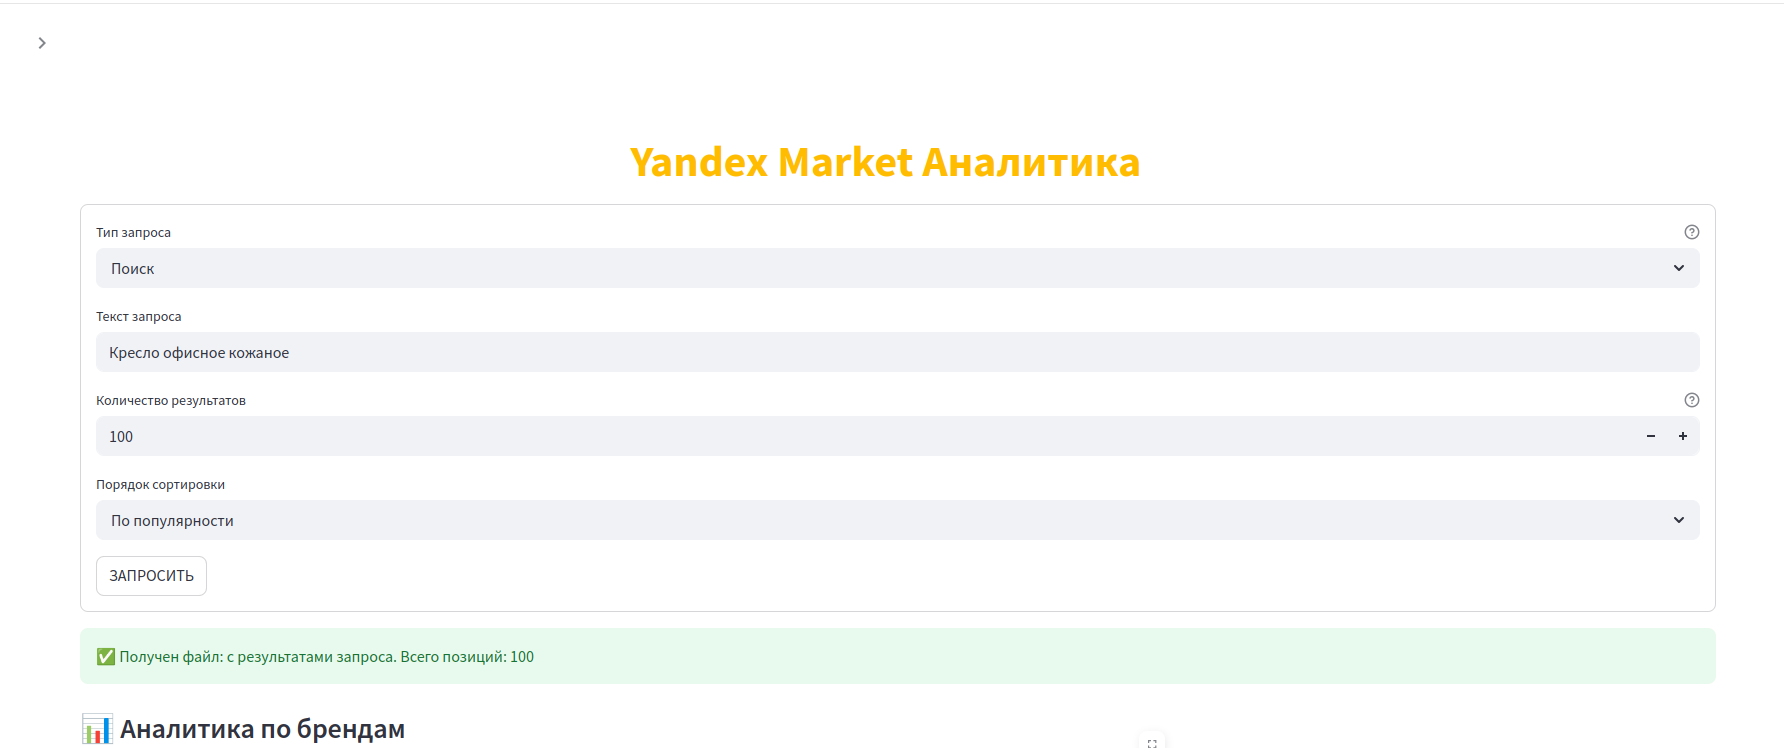 Yandex Market Аналитика
Тип запроса
Поиск
Текст запроса
Кресло офисное кожаное
Количество результатов
100
Порядок сортировки
По популярности
ЗАПРОСИТЬ
✅ Получен файл: с результатами запроса. Всего позиций: 100
📊 Аналитика по брендам